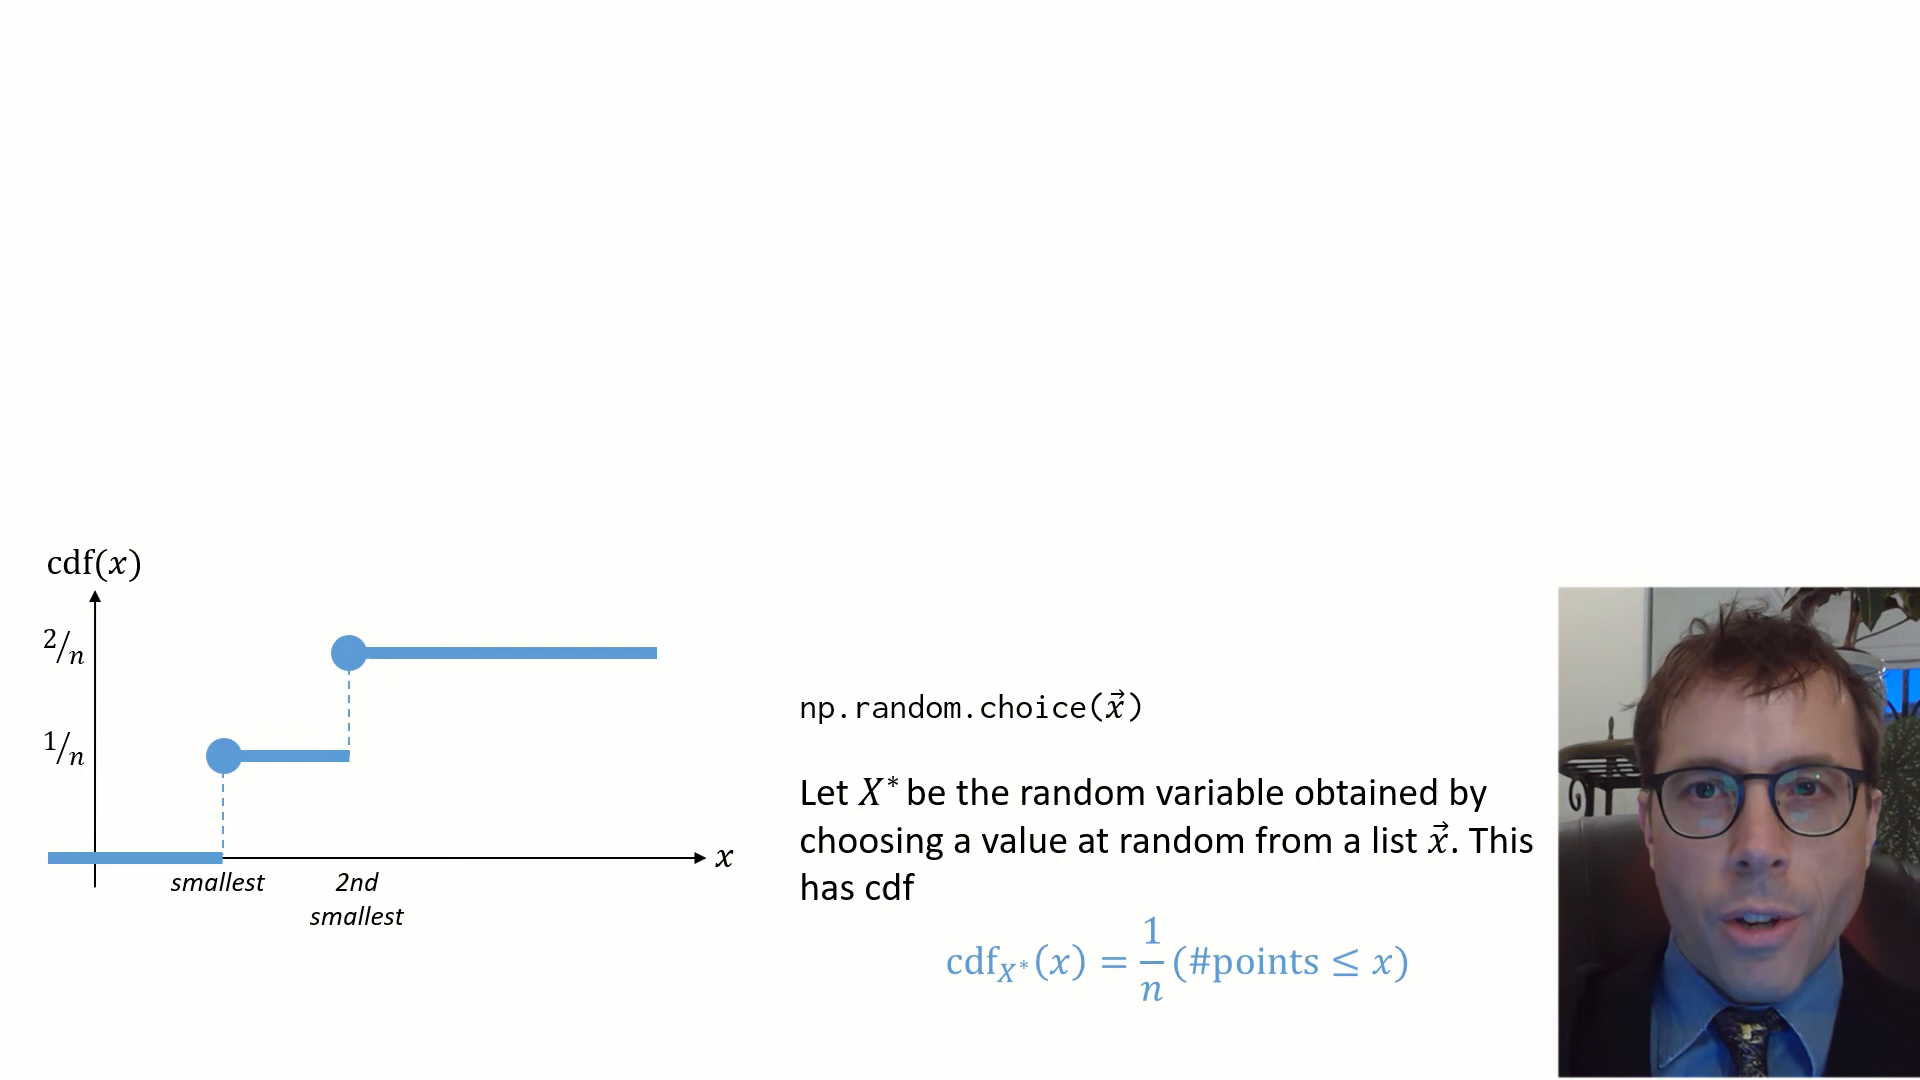 cdf(x)
2/n
1/n
x
smallest
2nd
smallest
np.random.choice(x⃗)
Let X* be the random variable obtained by
choosing a value at random from a list x⃗. This
has cdf
cdf_X*(x) = 1/n (#points ≤ x)